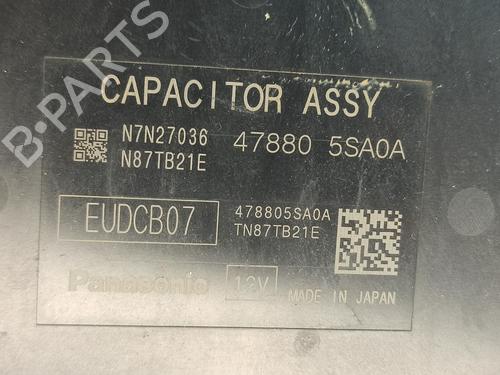 CAPACITOR ASSY
N7N27036 47880 5SA0A
N87TB21E
EUDCB07 478805SA0A
TN87TB21E
Panasonic 12V MADE IN JAPAN
B-PARTS